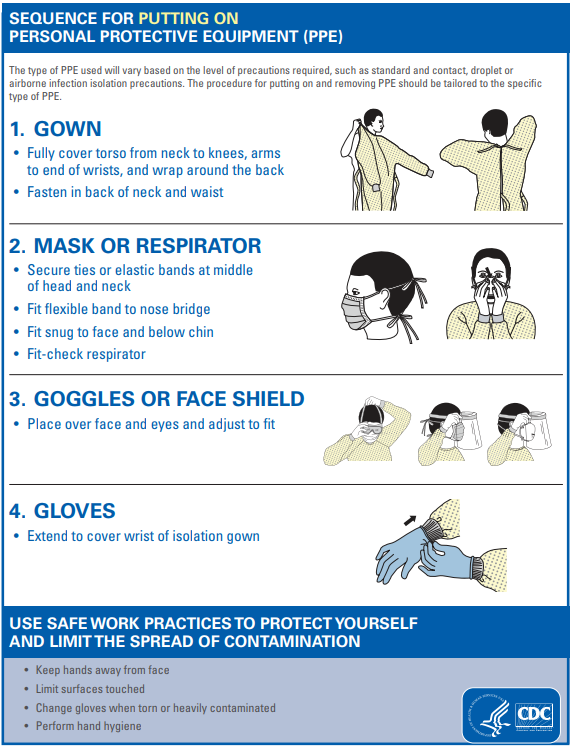 SEQUENCE FOR PUTTING ON
PERSONAL PROTECTIVE EQUIPMENT (PPE)
The type of PPE used will vary based on the level of precautions required, such as standard and contact, droplet or
airborne infection isolation precautions. The procedure for putting on and removing PPE should be tailored to the specific
type of PPE.
1. GOWN
• Fully cover torso from neck to knees, arms
to end of wrists, and wrap around the back
• Fasten in back of neck and waist
2. MASK OR RESPIRATOR
• Secure ties or elastic bands at middle
of head and neck
• Fit flexible band to nose bridge
• Fit snug to face and below chin
• Fit-check respirator
3. GOGGLES OR FACE SHIELD
• Place over face and eyes and adjust to fit
4. GLOVES
• Extend to cover wrist of isolation gown
USE SAFE WORK PRACTICES TO PROTECT YOURSELF
AND LIMIT THE SPREAD OF CONTAMINATION
• Keep hands away from face
• Limit surfaces touched
• Change gloves when torn or heavily contaminated
• Perform hand hygiene
CDC